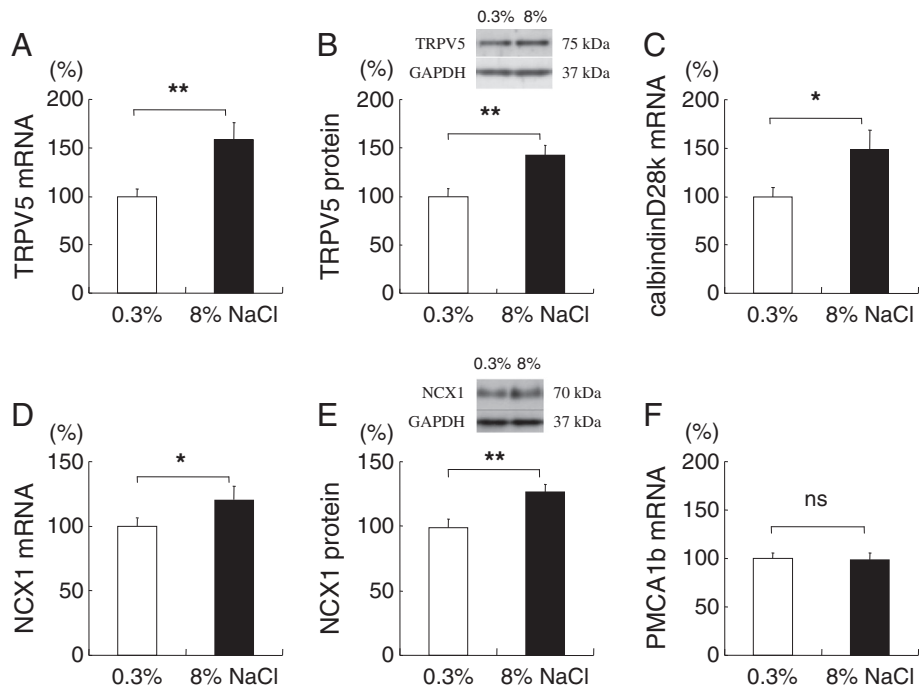 A
(%)
TRPV5 mRNA
200
150
100
50
0
**
0.3%
8% NaCl
B
0.3% 8%
TRPV5 75 kDa
GAPDH 37 kDa
(%)
TRPV5 protein
200
150
100
50
0
**
0.3%
8% NaCl
C
(%)
calbindinD28k mRNA
200
150
100
50
0
*
0.3%
8% NaCl
D
(%)
NCX1 mRNA
150
100
50
0
*
0.3%
8% NaCl
E
0.3% 8%
NCX1 70 kDa
GAPDH 37 kDa
(%)
NCX1 protein
150
100
50
0
**
0.3%
8% NaCl
F
(%)
PMCA1b mRNA
200
150
100
50
0
ns
0.3%
8% NaCl